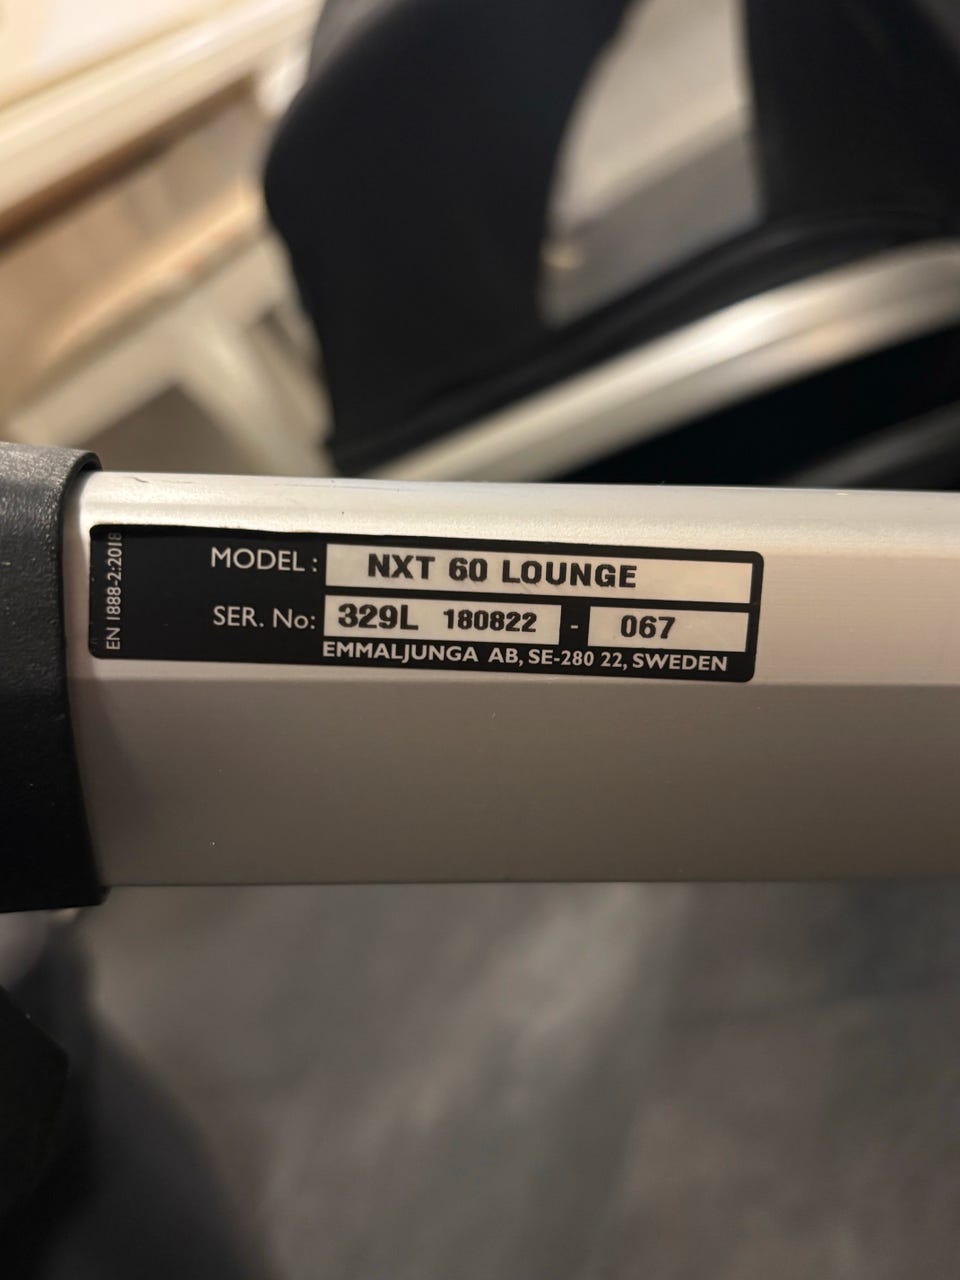 EN 1888-2:2018
MODEL: NXT 60 LOUNGE
SER. No: 329L 180822 - 067
EMMALJUNGA AB, SE-280 22, SWEDEN